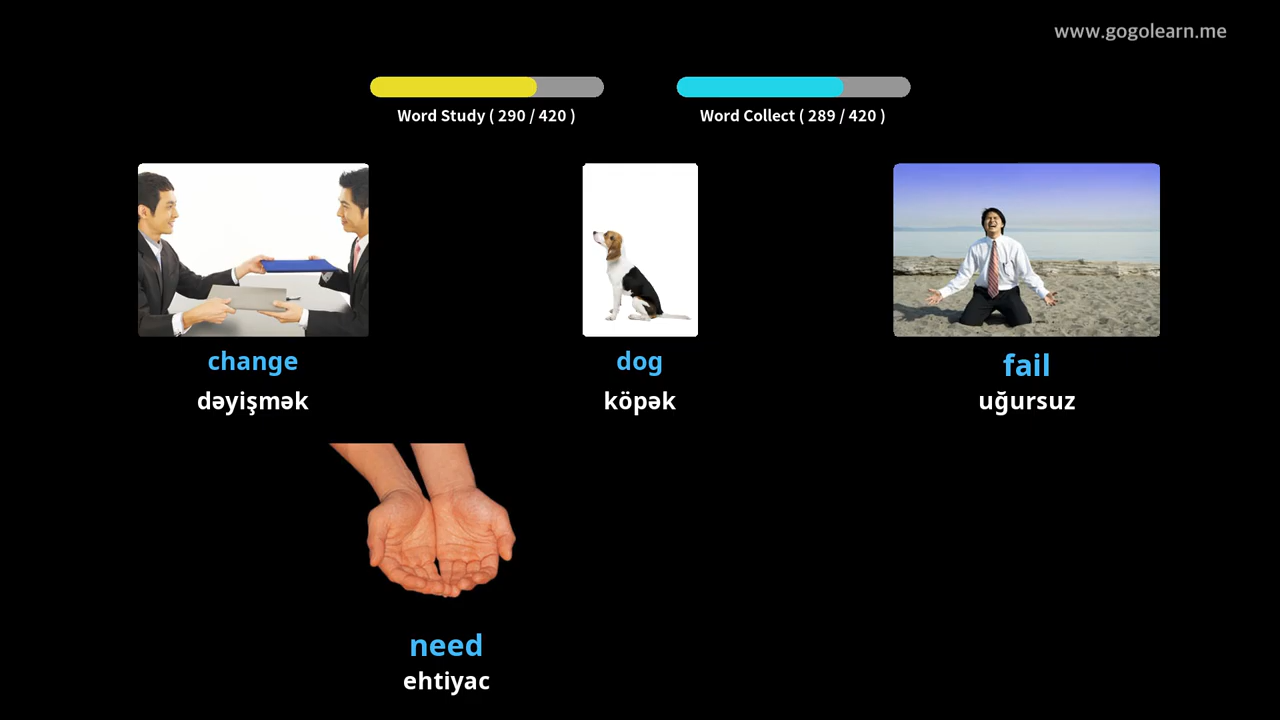 www.gogolearn.me
Word Study ( 290 / 420 )
Word Collect ( 289 / 420 )
change
dəyişmək
dog
köpək
fail
uğursuz
need
ehtiyac